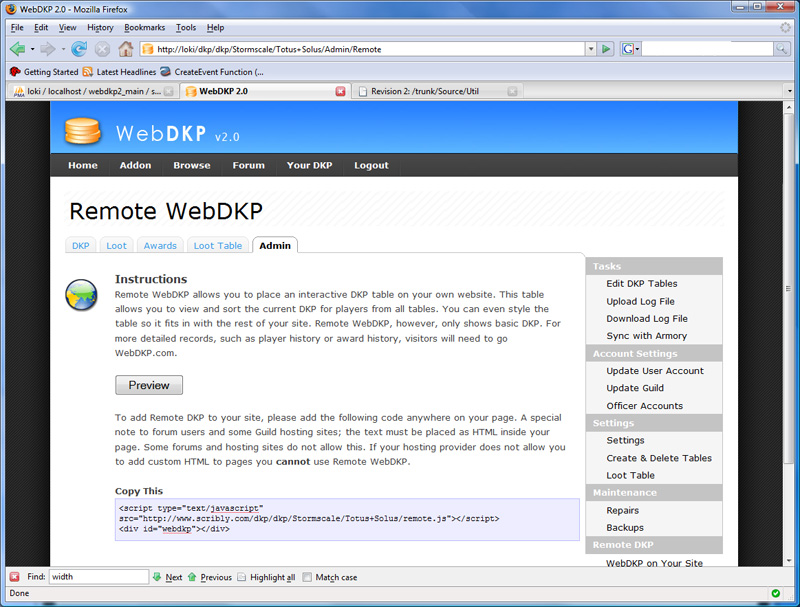 WebDKP 2.0 - Mozilla Firefox
File Edit View History Bookmarks Tools Help
http://loki/dkp/dkp/Stormscale/Totus+Solus/Admin/Remote
Getting Started Latest Headlines CreateEvent Function (...
loki / localhost / webdkp2_main / s... WebDKP 2.0 Revision 2: /trunk/Source/Util
WebDKP v2.0
Home Addon Browse Forum Your DKP Logout
Remote WebDKP
DKP Loot Awards Loot Table Admin
Instructions
Remote WebDKP allows you to place an interactive DKP table on your own website. This table
allows you to view and sort the current DKP for players from all tables. You can even style the
table so it fits in with the rest of your site. Remote WebDKP, however, only shows basic DKP. For
more detailed records, such as player history or award history, visitors will need to go
WebDKP.com.
Preview
To add Remote DKP to your site, please add the following code anywhere on your page. A special
note to forum users and some Guild hosting sites; the text must be placed as HTML inside your
page. Some forums and hosting sites do not allow this. If your hosting provider does not allow you
to add custom HTML to pages you cannot use Remote WebDKP.
Copy This
<script type="text/javascript"
src="http://www.scribly.com/dkp/dkp/Stormscale/Totus+Solus/remote.js"></script>
<div id="webdkp"></div>
Tasks
Edit DKP Tables
Upload Log File
Download Log File
Sync with Armory
Account Settings
Update User Account
Update Guild
Officer Accounts
Settings
Settings
Create & Delete Tables
Loot Table
Maintenance
Repairs
Backups
Remote DKP
WebDKP on Your Site
Find: width Next Previous Highlight all Match case
Done